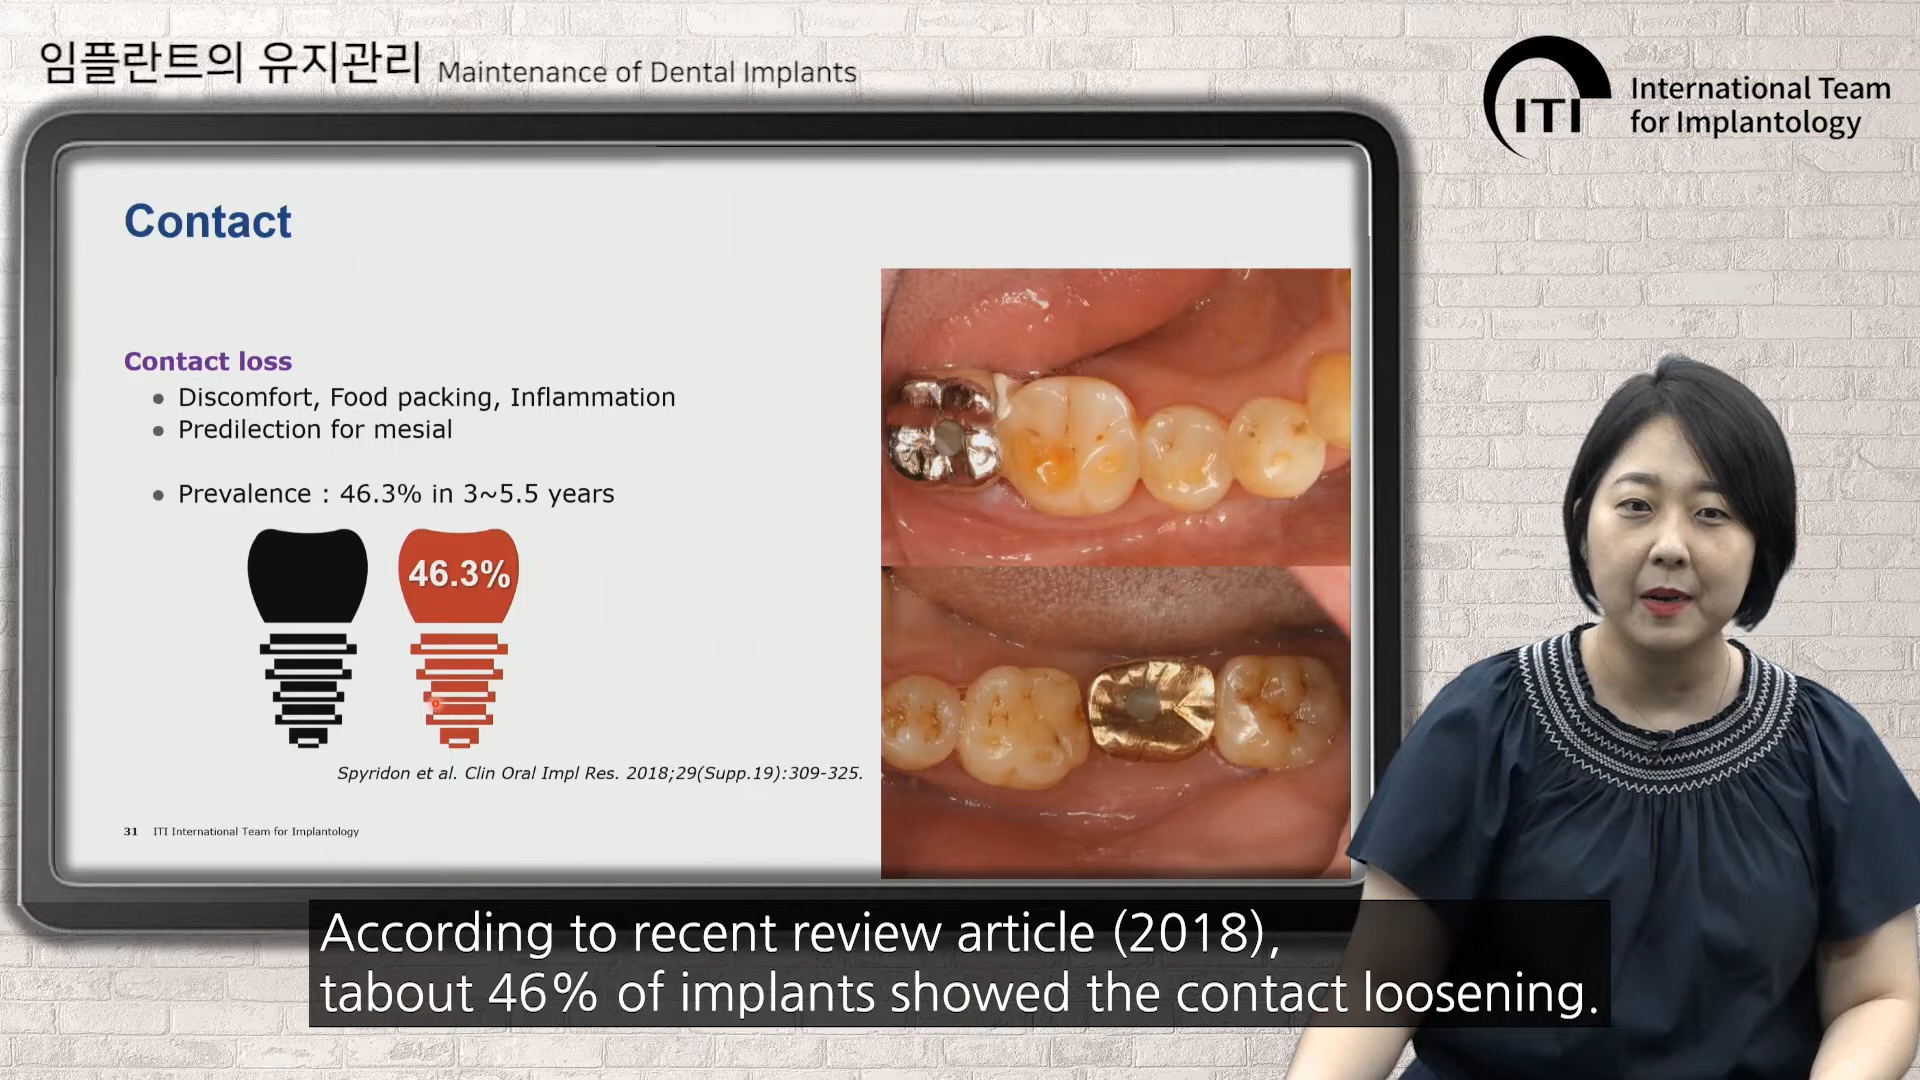 임플란트의 유지관리 Maintenance of Dental Implants
ITI International Team
for Implantology
Contact
Contact loss
Discomfort, Food packing, Inflammation
Predilection for mesial
Prevalence : 46.3% in 3~5.5 years
46.3%
Spyridon et al. Clin Oral Impl Res. 2018;29(Supp.19):309-325.
31 ITI International Team for Implantology
According to recent review article (2018),
tabout 46% of implants showed the contact loosening.